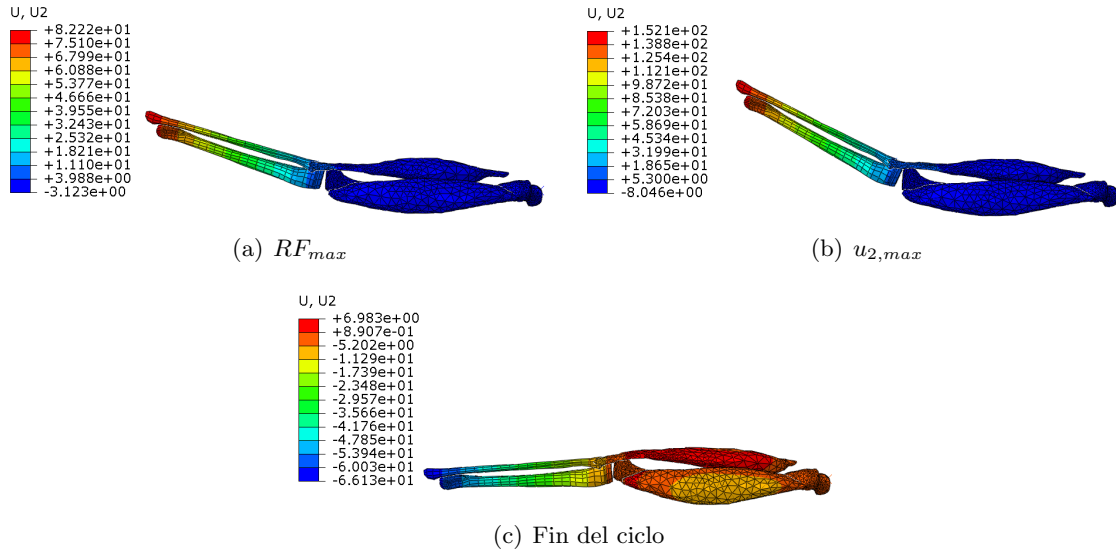 U, U2
+8.222e+01
+7.510e+01
+6.799e+01
+6.088e+01
+5.377e+01
+4.666e+01
+3.955e+01
+3.243e+01
+2.532e+01
+1.821e+01
+1.110e+01
+3.988e+00
-3.123e+00
(a) RFmax
U, U2
+1.521e+02
+1.388e+02
+1.254e+02
+1.121e+02
+9.872e+01
+8.538e+01
+7.203e+01
+5.869e+01
+4.534e+01
+3.199e+01
+1.865e+01
+5.300e+00
-8.046e+00
(b) u2,max
U, U2
+6.983e+00
+8.907e-01
-5.202e+00
-1.129e+01
-1.739e+01
-2.348e+01
-2.957e+01
-3.566e+01
-4.176e+01
-4.785e+01
-5.394e+01
-6.003e+01
-6.613e+01
(c) Fin del ciclo